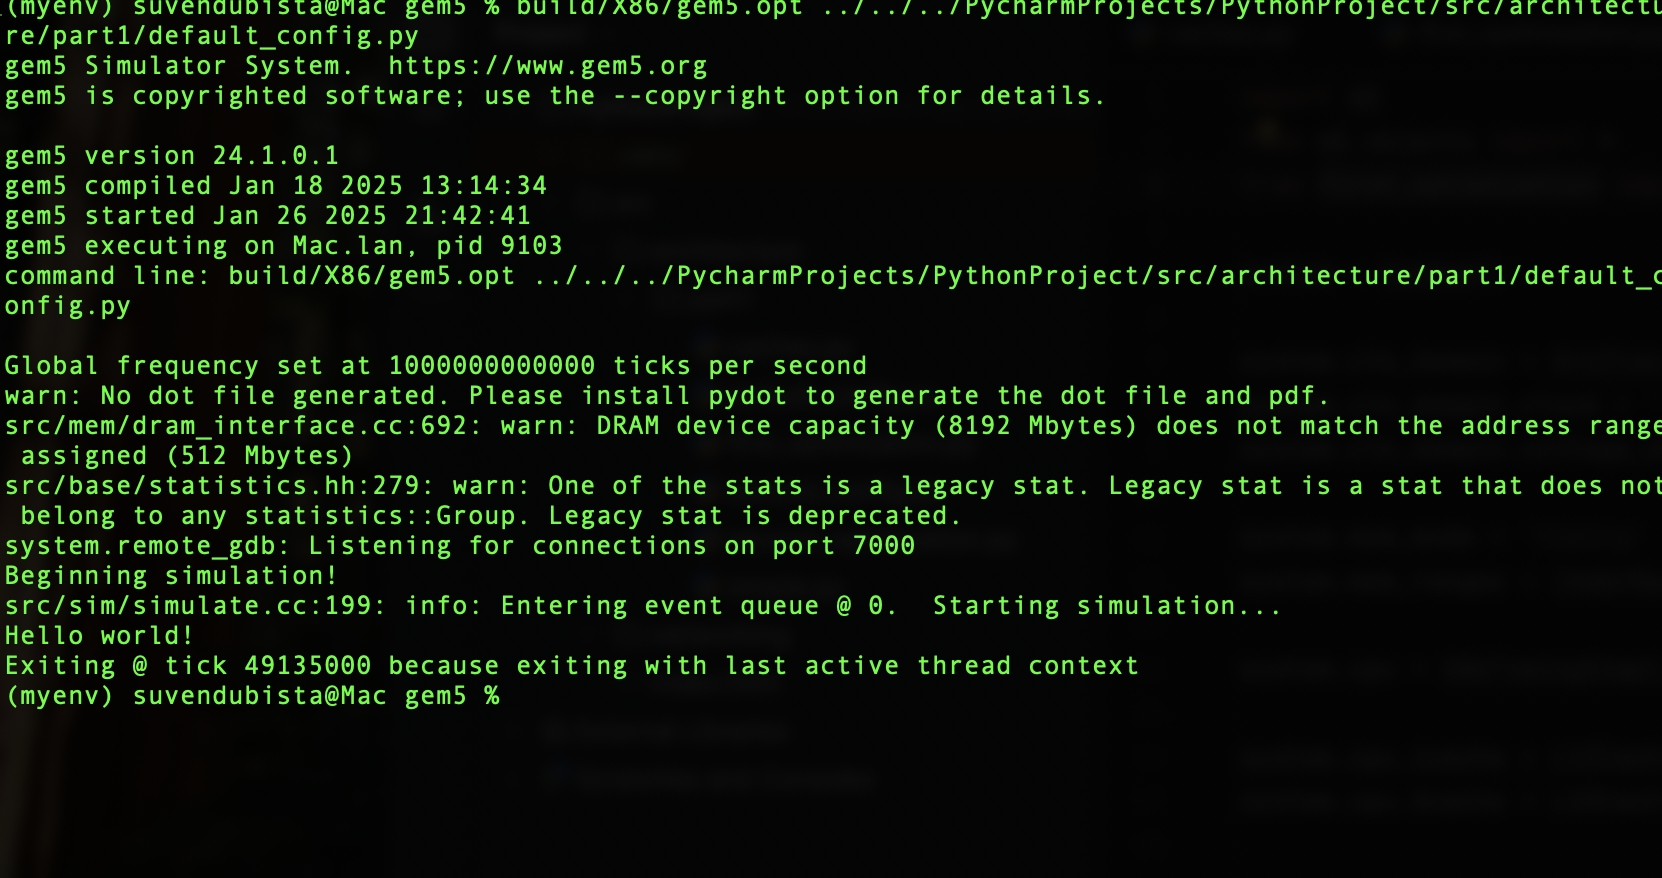 (myenv) suvendubista@Mac gem5 % build/X86/gem5.opt ../../../PycharmProjects/PythonProject/src/architectu
re/part1/default_config.py
gem5 Simulator System.  https://www.gem5.org
gem5 is copyrighted software; use the --copyright option for details.
gem5 version 24.1.0.1
gem5 compiled Jan 18 2025 13:14:34
gem5 started Jan 26 2025 21:42:41
gem5 executing on Mac.lan, pid 9103
command line: build/X86/gem5.opt ../../../PycharmProjects/PythonProject/src/architecture/part1/default_c
onfig.py
Global frequency set at 1000000000000 ticks per second
warn: No dot file generated. Please install pydot to generate the dot file and pdf.
src/mem/dram_interface.cc:692: warn: DRAM device capacity (8192 Mbytes) does not match the address range
 assigned (512 Mbytes)
src/base/statistics.hh:279: warn: One of the stats is a legacy stat. Legacy stat is a stat that does not
 belong to any statistics::Group. Legacy stat is deprecated.
system.remote_gdb: Listening for connections on port 7000
Beginning simulation!
src/sim/simulate.cc:199: info: Entering event queue @ 0.  Starting simulation...
Hello world!
Exiting @ tick 49135000 because exiting with last active thread context
(myenv) suvendubista@Mac gem5 %